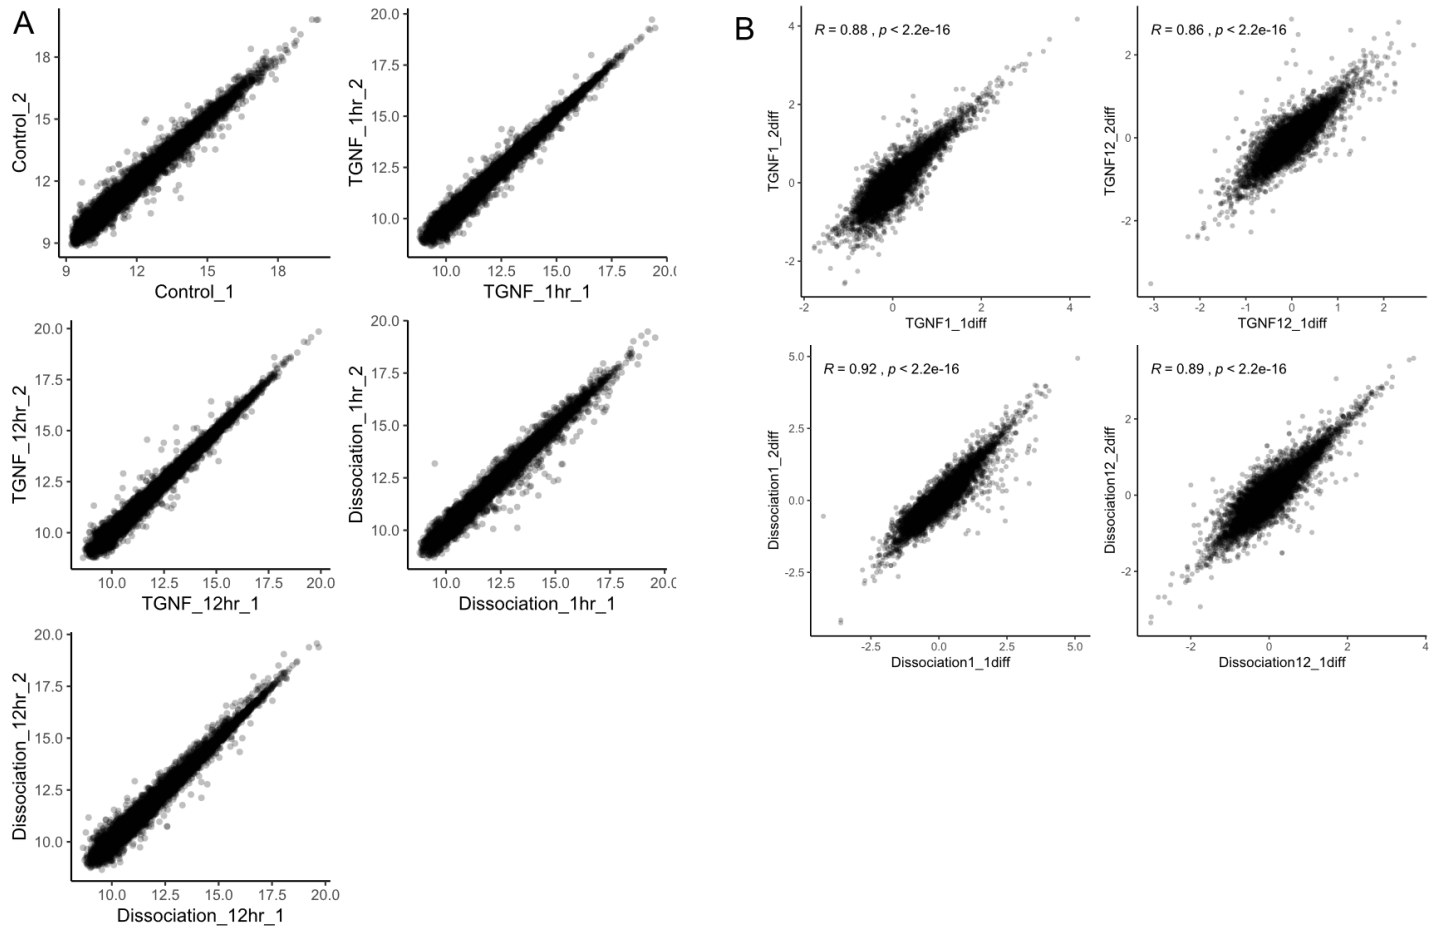 A
Control_2
18
15
12
9
9 12 15 18
Control_1
TGNF_1hr_2
20.0
17.5
15.0
12.5
10.0
10.0 12.5 15.0 17.5 20.0
TGNF_1hr_1
TGNF_12hr_2
20.0
17.5
15.0
12.5
10.0
10.0 12.5 15.0 17.5 20.0
TGNF_12hr_1
Dissociation_1hr_2
20.0
17.5
15.0
12.5
10.0
10.0 12.5 15.0 17.5 20.0
Dissociation_1hr_1
Dissociation_12hr_2
20.0
17.5
15.0
12.5
10.0
10.0 12.5 15.0 17.5 20.0
Dissociation_12hr_1
B
R = 0.88 , p < 2.2e-16
TGNF1_2diff
4
2
0
-2
-2 0 2 4
TGNF1_1diff
R = 0.86 , p < 2.2e-16
TGNF12_2diff
2
0
-2
-3 -2 -1 0 1 2
TGNF12_1diff
R = 0.92 , p < 2.2e-16
Dissociation1_2diff
5.0
2.5
0.0
-2.5
-2.5 0.0 2.5 5.0
Dissociation1_1diff
R = 0.89 , p < 2.2e-16
Dissociation12_2diff
2
0
-2
-2 0 2 4
Dissociation12_1diff